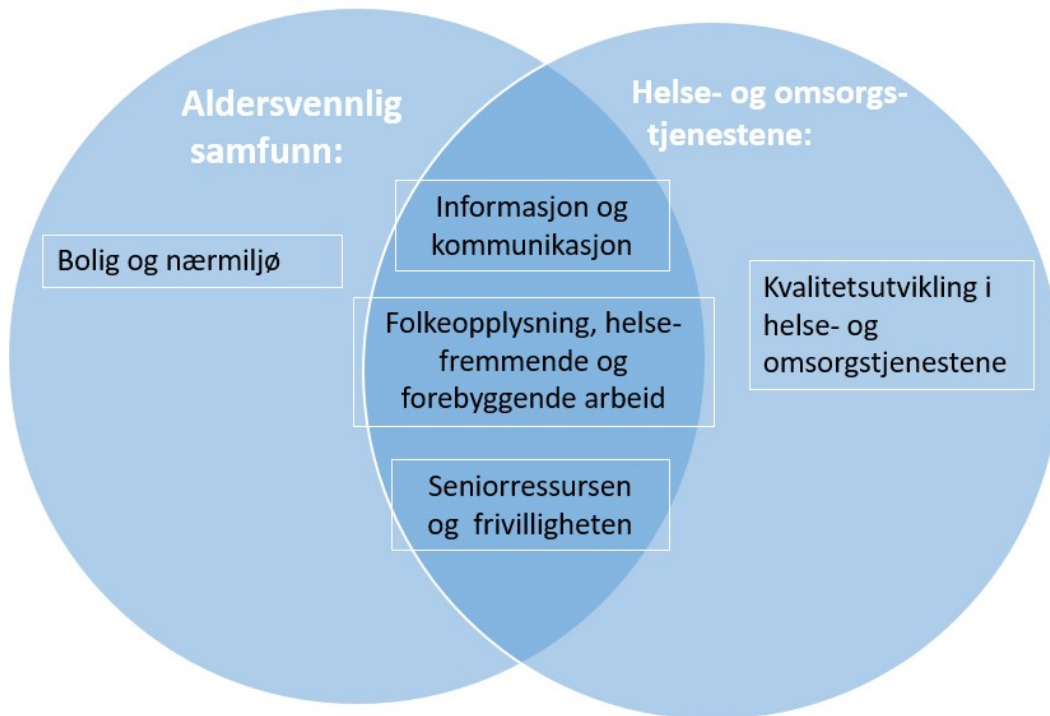 Aldersvennlig
samfunn:
Bolig og nærmiljø
Informasjon og
kommunikasjon
Folkeopplysning, helse-
fremmende og
forebyggende arbeid
Seniorressursen
og frivilligheten
Helse- og omsorgs-
tjenestene:
Kvalitetsutvikling i
helse- og
omsorgstjenestene